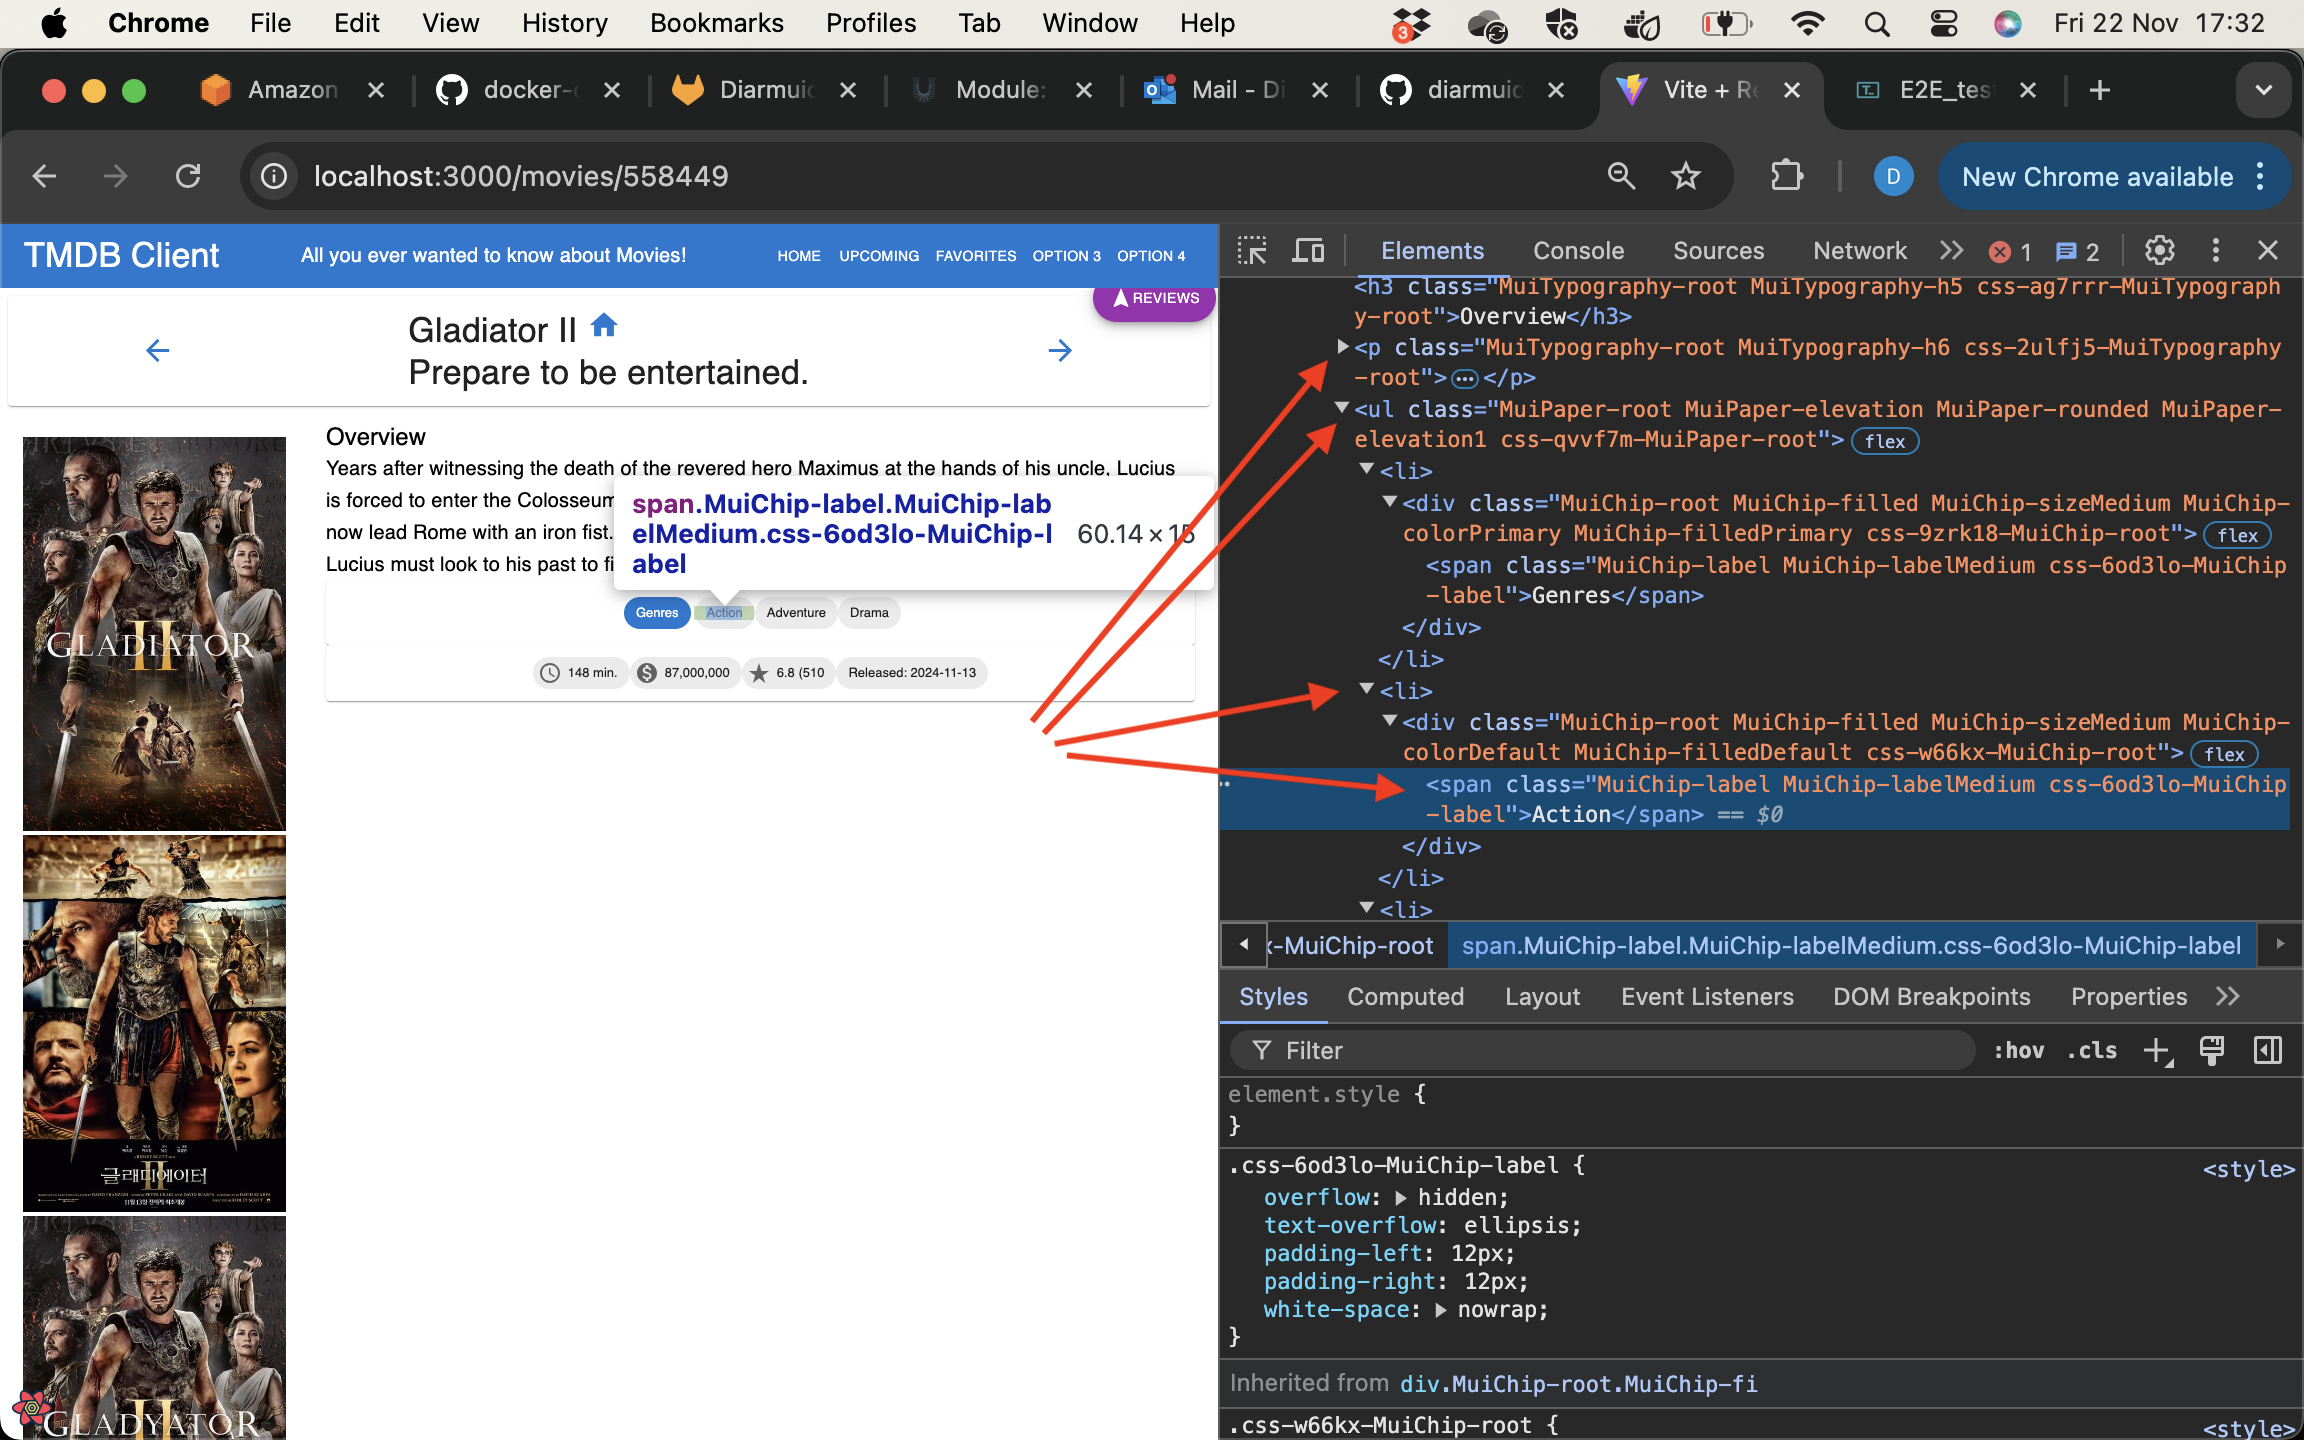 Chrome File Edit View History Bookmarks Profiles Tab Window Help 3 Fri 22 Nov 17:32
Amazon docker-c Diarmuid Module: Mail - Di diarmuid Vite + Re E2E_test
localhost:3000/movies/558449 D New Chrome available
TMDB Client All you ever wanted to know about Movies! HOME UPCOMING FAVORITES OPTION 3 OPTION 4
REVIEWS
Gladiator II
Prepare to be entertained.
Overview
Years after witnessing the death of the revered hero Maximus at the hands of his uncle, Lucius
is forced to enter the Colosseum
now lead Rome with an iron fist.
Lucius must look to his past to fi
span.MuiChip-label.MuiChip-lab
elMedium.css-6od3lo-MuiChip-l
abel
60.14 × 15
Genres Action Adventure Drama
148 min. 87,000,000 6.8 (510 Released: 2024-11-13
GLADIATOR
II
글래디에이터
II
GLADIATOR
Elements Console Sources Network 1 2
<h3 class="MuiTypography-root MuiTypography-h5 css-ag7rrr-MuiTypograph
y-root">Overview</h3>
<p class="MuiTypography-root MuiTypography-h6 css-2ulfj5-MuiTypography
-root">…</p>
<ul class="MuiPaper-root MuiPaper-elevation MuiPaper-rounded MuiPaper-
elevation1 css-qvvf7m-MuiPaper-root"> flex
<li>
<div class="MuiChip-root MuiChip-filled MuiChip-sizeMedium MuiChip-
colorPrimary MuiChip-filledPrimary css-9zrk18-MuiChip-root"> flex
<span class="MuiChip-label MuiChip-labelMedium css-6od3lo-MuiChip
-label">Genres</span>
</div>
</li>
<li>
<div class="MuiChip-root MuiChip-filled MuiChip-sizeMedium MuiChip-
colorDefault MuiChip-filledDefault css-w66kx-MuiChip-root"> flex
<span class="MuiChip-label MuiChip-labelMedium css-6od3lo-MuiChip
-label">Action</span> == $0
</div>
</li>
<li>
x-MuiChip-root span.MuiChip-label.MuiChip-labelMedium.css-6od3lo-MuiChip-label
Styles Computed Layout Event Listeners DOM Breakpoints Properties
Filter :hov .cls
element.style {
}
.css-6od3lo-MuiChip-label { <style>
overflow: hidden;
text-overflow: ellipsis;
padding-left: 12px;
padding-right: 12px;
white-space: nowrap;
}
Inherited from div.MuiChip-root.MuiChip-fi
.css-w66kx-MuiChip-root { <style>